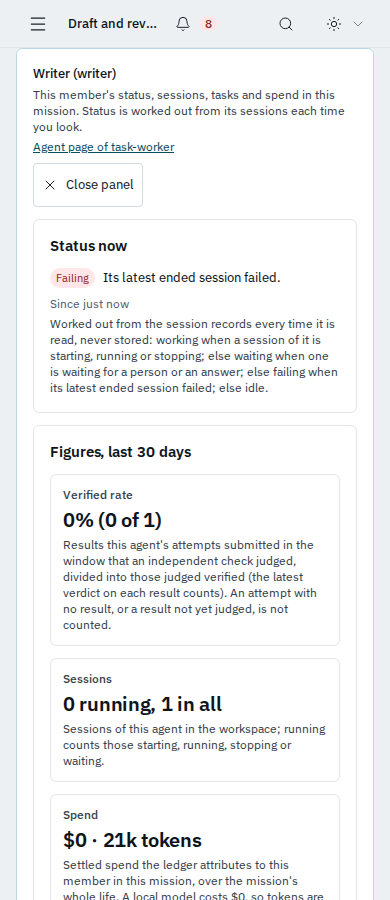 Draft and rev... 8
Writer (writer)
This member's status, sessions, tasks and spend in this
mission. Status is worked out from its sessions each time
you look.
Agent page of task-worker
Close panel
Status now
Failing Its latest ended session failed.
Since just now
Worked out from the session records every time it is
read, never stored: working when a session of it is
starting, running or stopping; else waiting when one
is waiting for a person or an answer; else failing when
its latest ended session failed; else idle.
Figures, last 30 days
Verified rate
0% (0 of 1)
Results this agent's attempts submitted in the
window that an independent check judged,
divided into those judged verified (the latest
verdict on each result counts). An attempt with
no result, or a result not yet judged, is not
counted.
Sessions
0 running, 1 in all
Sessions of this agent in the workspace; running
counts those starting, running, stopping or
waiting.
Spend
$0 · 21k tokens
Settled spend the ledger attributes to this
member in this mission, over the mission's
whole life. A local model costs $0, so tokens are